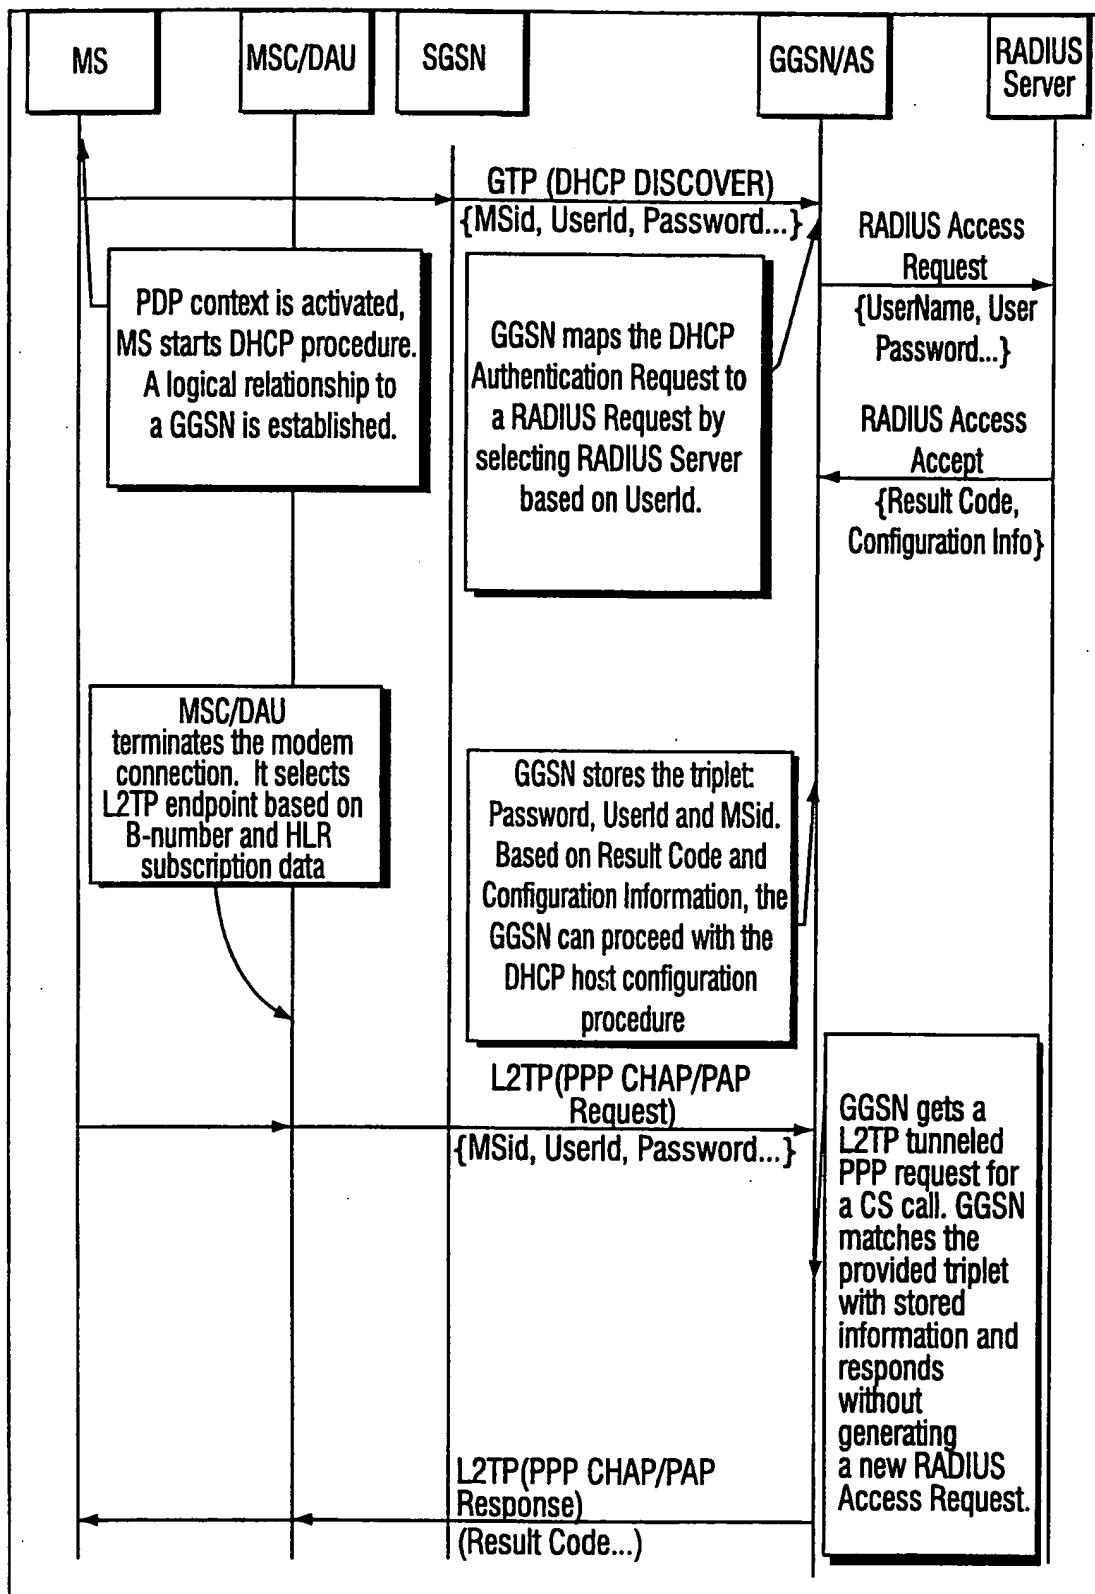 MS
MSC/DAU
SGSN
GGSN/AS
RADIUS
Server
GTP (DHCP DISCOVER)
{MSid, UserId, Password...}
RADIUS Access
Request
{UserName, User
Password...}
PDP context is activated,
MS starts DHCP procedure.
A logical relationship to
a GGSN is established.
GGSN maps the DHCP
Authentication Request to
a RADIUS Request by
selecting RADIUS Server
based on UserId.
RADIUS Access
Accept
{Result Code,
Configuration Info}
MSC/DAU
terminates the modem
connection. It selects
L2TP endpoint based on
B-number and HLR
subscription data
GGSN stores the triplet:
Password, UserId and MSid.
Based on Result Code and
Configuration Information, the
GGSN can proceed with the
DHCP host configuration
procedure
L2TP(PPP CHAP/PAP
Request)
{MSid, UserId, Password...}
GGSN gets a
L2TP tunneled
PPP request for
a CS call. GGSN
matches the
provided triplet
with stored
information and
responds
without
generating
a new RADIUS
Access Request.
L2TP(PPP CHAP/PAP
Response)
(Result Code...)